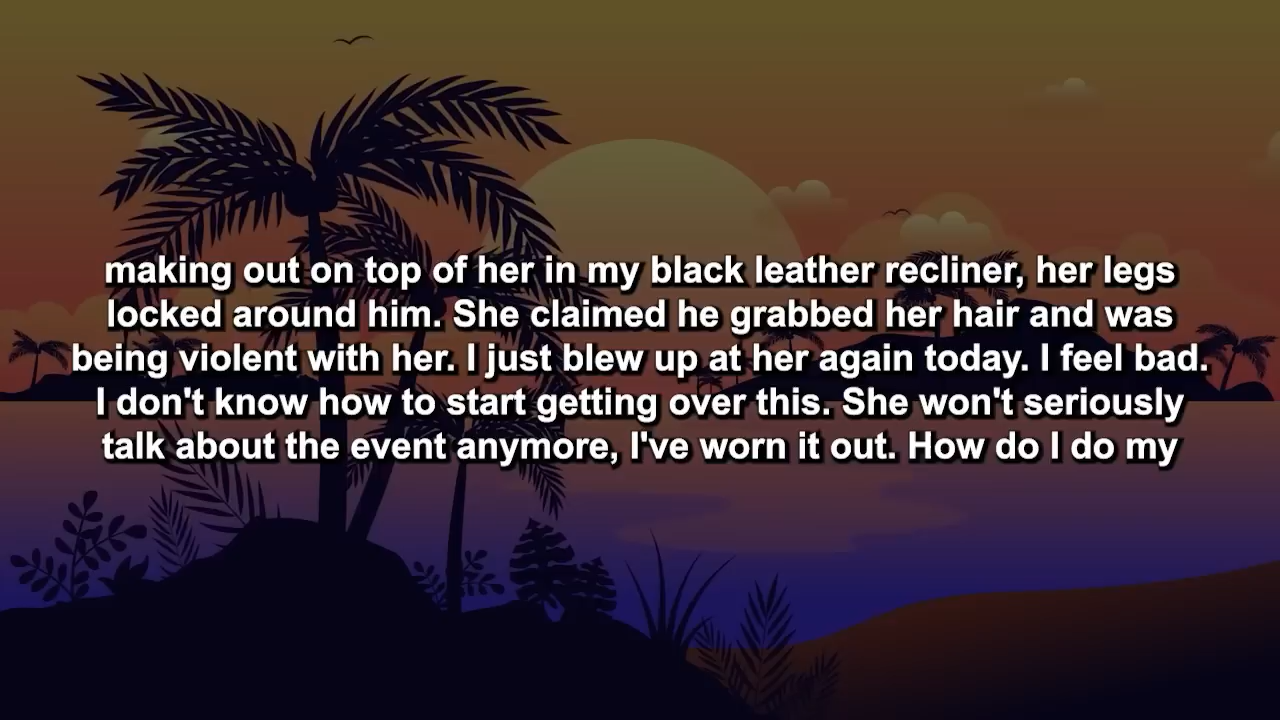 making out on top of her in my black leather recliner, her legs
locked around him. She claimed he grabbed her hair and was
being violent with her. I just blew up at her again today. I feel bad.
I don't know how to start getting over this. She won't seriously
talk about the event anymore, I've worn it out. How do I do my